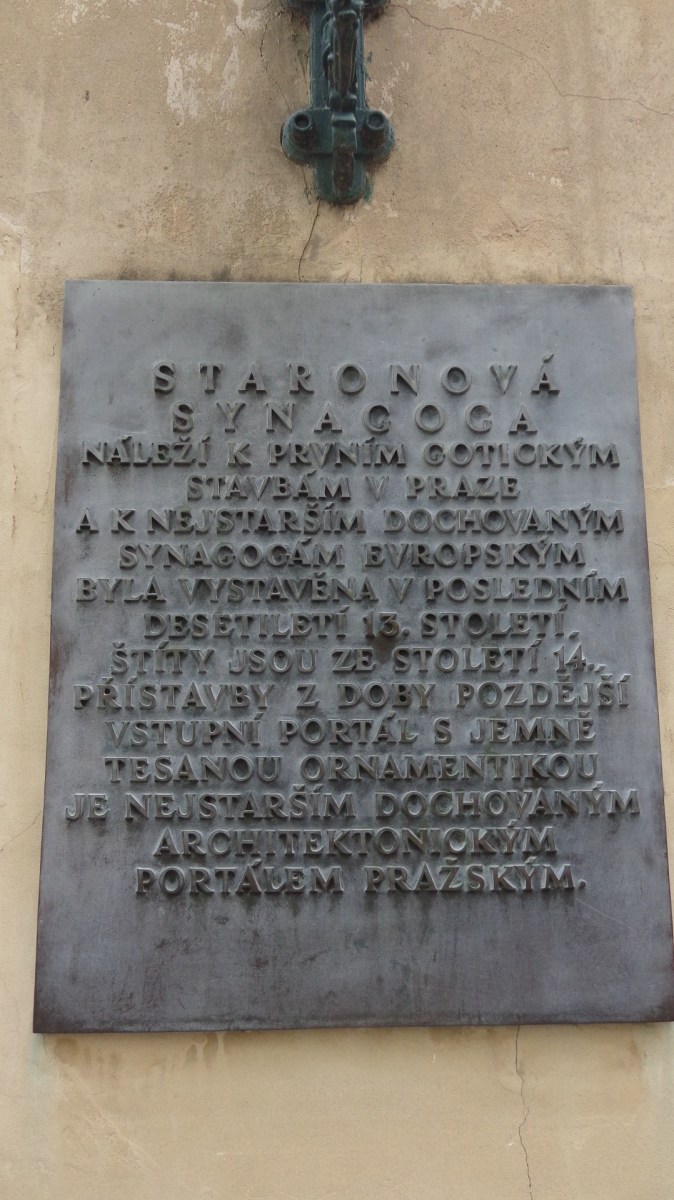 STARONOVÁ
SYNAGOGA
NÁLEŽÍ K PRVNÍM GOTICKÝM
STAVBÁM V PRAZE
A K NEJSTARŠÍM DOCHOVANÝM
SYNAGOGÁM EVROPSKÝM
BYLA VYSTAVĚNA V POSLEDNÍM
DESETILETÍ 13. STOLETÍ.
ŠTÍTY JSOU ZE STOLETÍ 14.,
PŘÍSTAVBY Z DOBY POZDĚJŠÍ
VSTUPNÍ PORTÁL S JEMNĚ
TESANOU ORNAMENTIKOU
JE NEJSTARŠÍM DOCHOVANÝM
ARCHITEKTONICKÝM
PORTÁLEM PRAŽSKÝM.